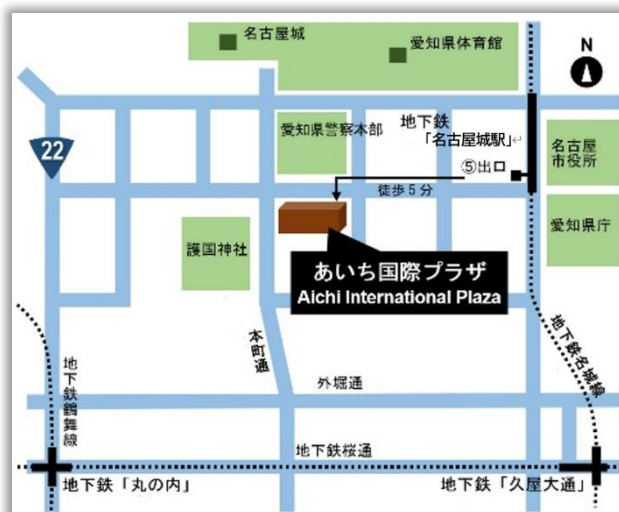 名古屋城
愛知県体育館
N
愛知県警察本部
地下鉄
「名古屋城駅」
名古屋
市役所
22
⑤出口
徒歩5分
愛知県庁
護国神社
あいち国際プラザ
Aichi International Plaza
本町通
地下鉄名城線
地下鉄鶴舞線
外堀通
地下鉄桜通
地下鉄「丸の内」
地下鉄「久屋大通」